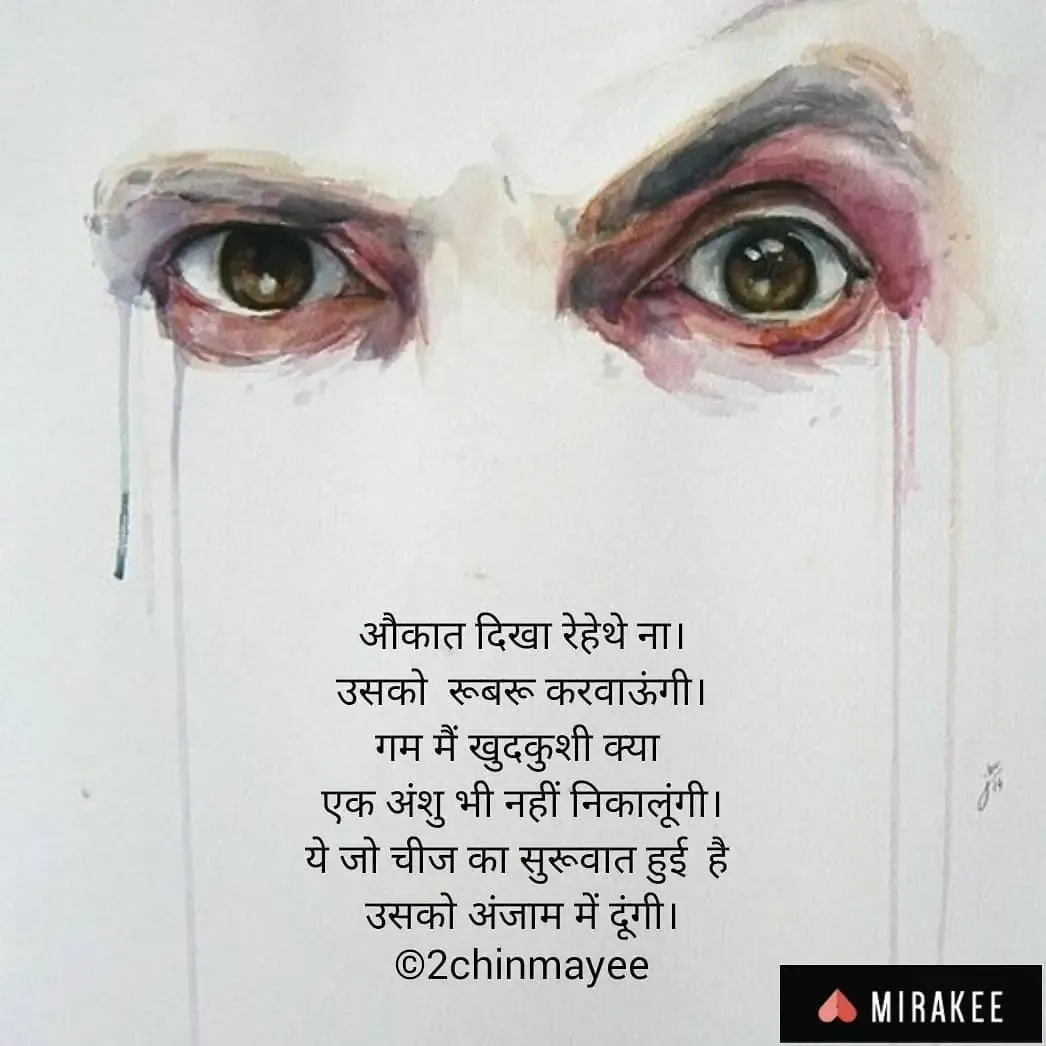 औकात दिखा रेहेथे ना।
उसको रूबरू करवाऊंगी।
गम मैं खुदकुशी क्या
एक अंशु भी नहीं निकालूंगी।
ये जो चीज का सुरूवात हुई है
उसको अंजाम में दूंगी।
©2chinmayee
MIRAKEE